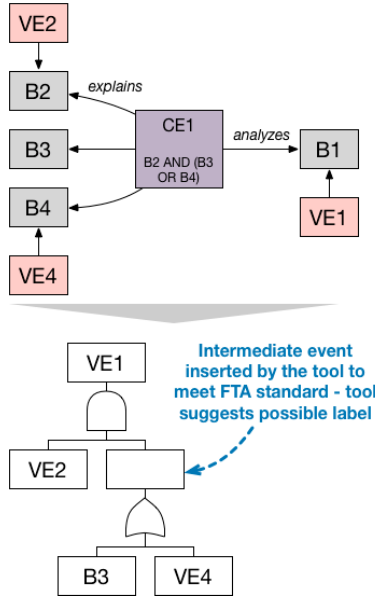 VE2
B2
explains
CE1
B2 AND (B3
OR B4)
analyzes
B3
B1
B4
VE1
VE4
Intermediate event
inserted by the tool to
meet FTA standard - tool
suggests possible label
VE1
VE2
B3
VE4